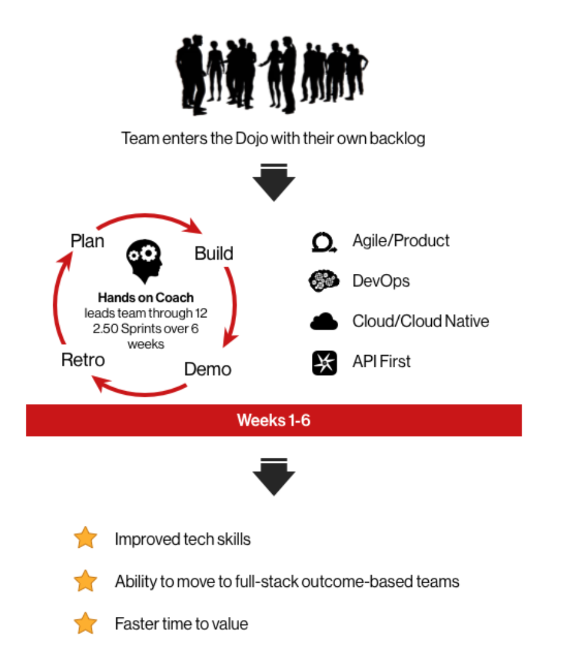 Team enters the Dojo with their own backlog
Plan
Build
Hands on Coach
leads team through 12
2.50 Sprints over 6
weeks
Retro
Demo
Agile/Product
DevOps
Cloud/Cloud Native
API First
Weeks 1-6
Improved tech skills
Ability to move to full-stack outcome-based teams
Faster time to value